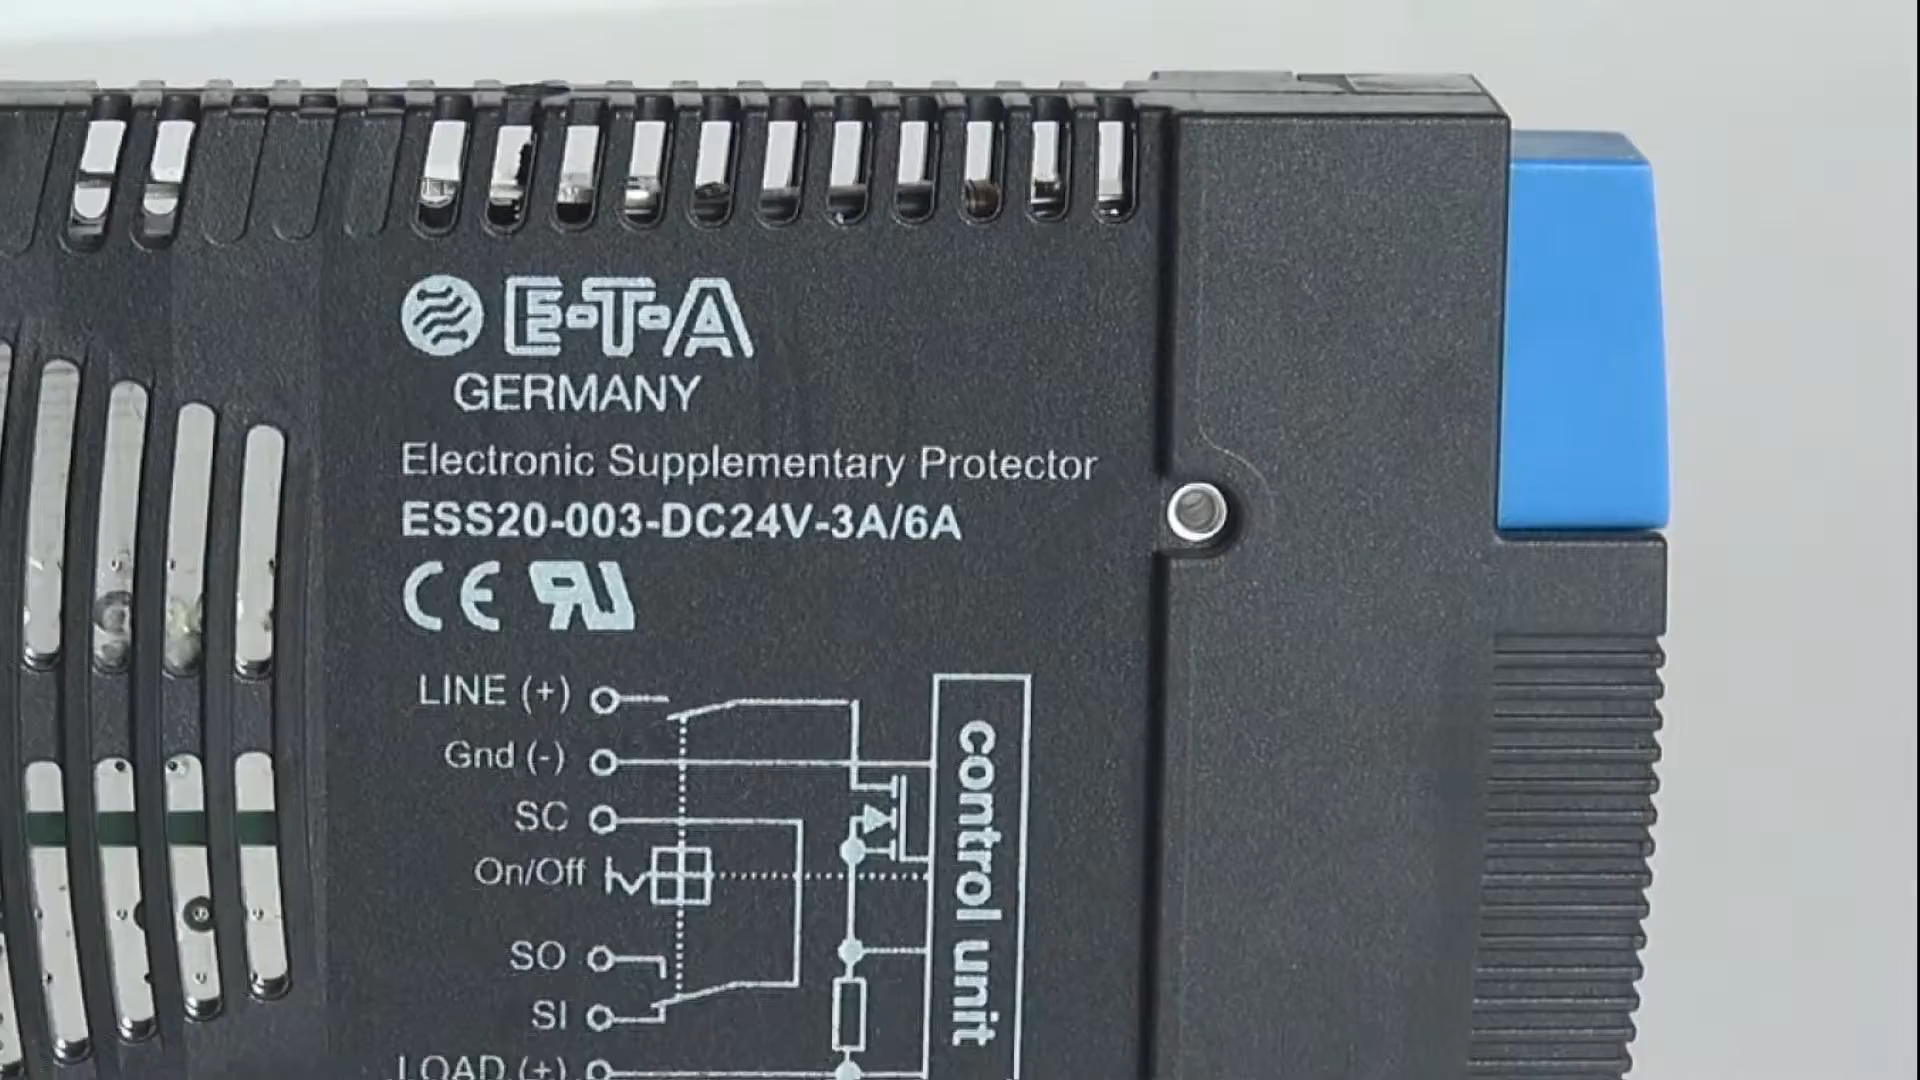 E-T-A
GERMANY
Electronic Supplementary Protector
ESS20-003-DC24V-3A/6A
CE RU
LINE (+)
Gnd (-)
SC
On/Off
SO
SI
LOAD (+)
control unit